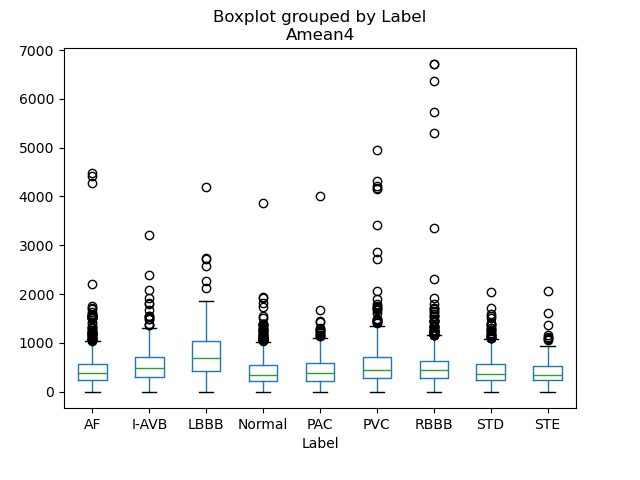 Boxplot grouped by Label
Amean4
7000
6000
5000
4000
3000
2000
1000
0
AF I-AVB LBBB Normal PAC PVC RBBB STD STE
Label